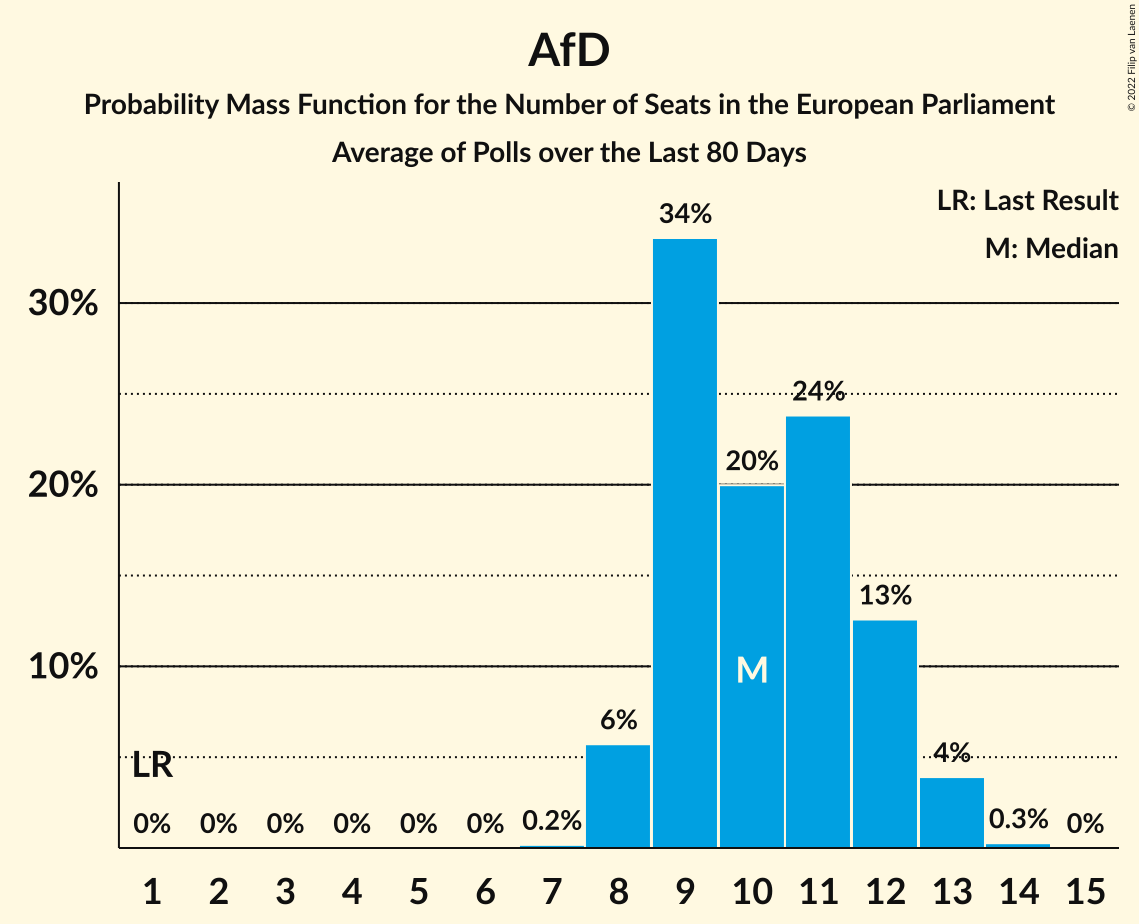 AfD
Probability Mass Function for the Number of Seats in the European Parliament
Average of Polls over the Last 80 Days
© 2022 Filip van Laenen
LR: Last Result
M: Median
34%
30%
24%
20%
20%
13%
10%
M
6%
4%
LR
0% 0% 0% 0% 0% 0% 0.2% 0.3% 0%
1 2 3 4 5 6 7 8 9 10 11 12 13 14 15